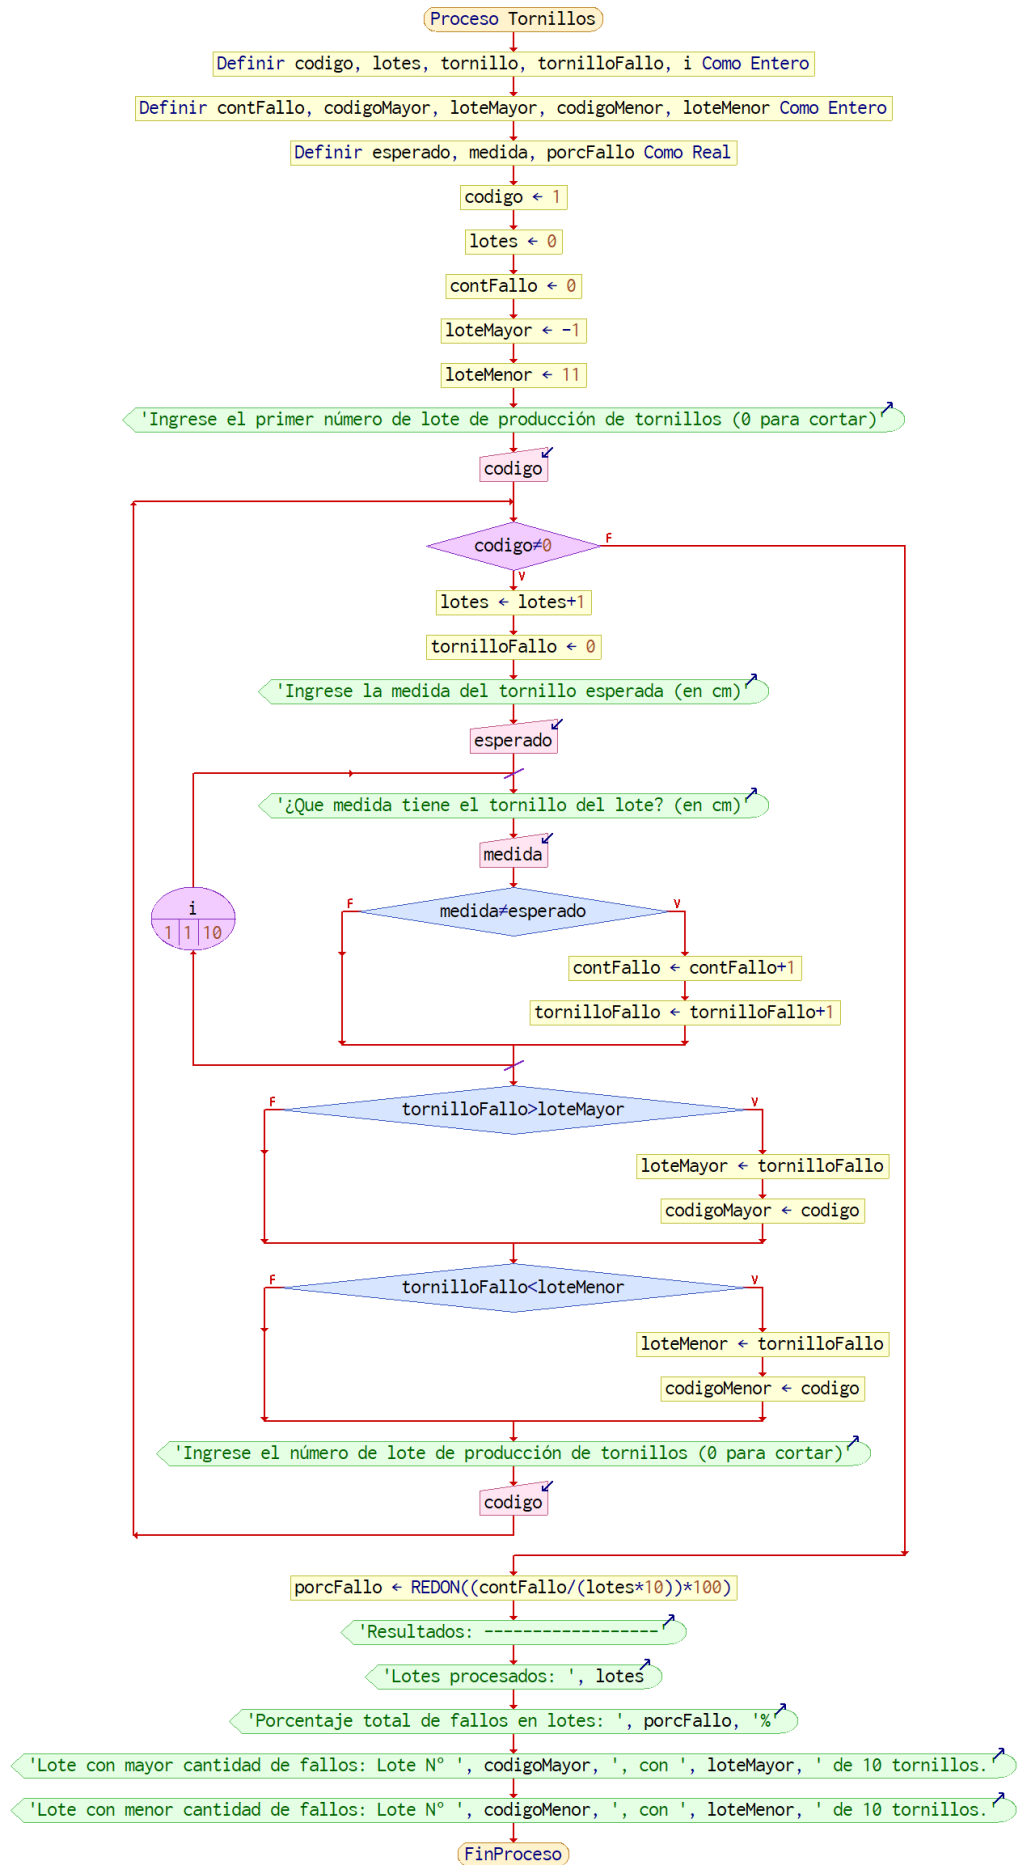 Proceso Tornillos
Definir codigo, lotes, tornillo, tornilloFallo, i Como Entero
Definir contFallo, codigoMayor, loteMayor, codigoMenor, loteMenor Como Entero
Definir esperado, medida, porcFallo Como Real
codigo ← 1
lotes ← 0
contFallo ← 0
loteMayor ← -1
loteMenor ← 11
'Ingrese el primer número de lote de producción de tornillos (0 para cortar)'
codigo
codigo≠0
F
V
lotes ← lotes+1
tornilloFallo ← 0
'Ingrese la medida del tornillo esperada (en cm)'
esperado
'¿Que medida tiene el tornillo del lote? (en cm)'
medida
i
1 1 10
F
medida≠esperado
V
contFallo ← contFallo+1
tornilloFallo ← tornilloFallo+1
F
tornilloFallo>loteMayor
V
loteMayor ← tornilloFallo
codigoMayor ← codigo
F
tornilloFallo<loteMenor
V
loteMenor ← tornilloFallo
codigoMenor ← codigo
'Ingrese el número de lote de producción de tornillos (0 para cortar)'
codigo
porcFallo ← REDON((contFallo/(lotes*10))*100)
'Resultados: ------------------'
'Lotes procesados: ', lotes
'Porcentaje total de fallos en lotes: ', porcFallo, '%'
'Lote con mayor cantidad de fallos: Lote N° ', codigoMayor, ', con ', loteMayor, ' de 10 tornillos.'
'Lote con menor cantidad de fallos: Lote N° ', codigoMenor, ', con ', loteMenor, ' de 10 tornillos.'
FinProceso